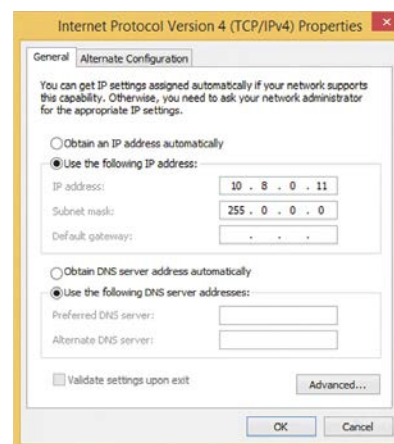 Internet Protocol Version 4 (TCP/IPv4) Properties
General
Alternate Configuration
You can get IP settings assigned automatically if your network supports
this capability. Otherwise, you need to ask your network administrator
for the appropriate IP settings.
Obtain an IP address automatically
Use the following IP address:
IP address: 10 . 8 . 0 . 11
Subnet mask: 255 . 0 . 0 . 0
Default gateway: . . .
Obtain DNS server address automatically
Use the following DNS server addresses:
Preferred DNS server:
Alternate DNS server:
Validate settings upon exit
Advanced...
OK
Cancel